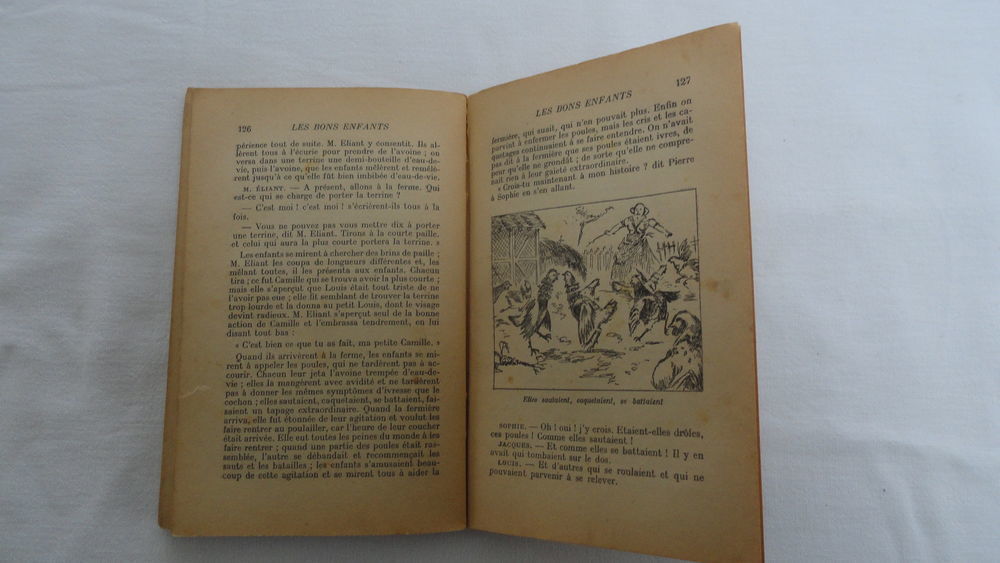 126 LES BONS ENFANTS
périence tout de suite. M. Eliant y consentit. Ils al-
lèrent tous à l'écurie pour prendre de l'avoine ; on
versa dans une terrine une demi-bouteille d'eau-de-
vie, puis l'avoine, que les enfants mêlèrent et remêlè-
rent jusqu'à ce qu'elle fût bien imbibée d'eau-de-vie.
M. ÉLIANT. — A présent, allons à la ferme. Qui
est-ce qui se charge de porter la terrine ?
— C'est moi ! c'est moi ! s'écrièrent-ils tous à la
fois.
— Vous ne pouvez pas vous mettre dix à porter
une terrine, dit M. Eliant. Tirons à la courte paille,
et celui qui aura la plus courte portera la terrine. »
Les enfants se mirent à chercher des brins de paille ;
M. Eliant les coupa de longueurs différentes et, les
mêlant toutes, il les présenta aux enfants. Chacun
tira ; ce fut Camille qui se trouva avoir la plus courte ;
mais elle s'aperçut que Louis était tout triste de ne
l'avoir pas eue ; elle fit semblant de trouver la terrine
trop lourde et la donna au petit Louis, dont le visage
devint radieux. M. Eliant s'aperçut seul de la bonne
action de Camille et l'embrassa tendrement, en lui
disant tout bas :
« C'est bien ce que tu as fait, ma petite Camille. »
Quand ils arrivèrent à la ferme, les enfants se mi-
rent à appeler les poules, qui ne tardèrent pas à ac-
courir. Chacun leur jeta l'avoine trempée d'eau-de-
vie ; elles la mangèrent avec avidité et ne tardèrent
pas à donner les mêmes symptômes d'ivresse que le
cochon ; elles sautaient, caquetaient, se battaient, fai-
saient un tapage extraordinaire. Quand la fermière
arriva, elle fut étonnée de leur agitation et voulut les
faire rentrer au poulailler, car l'heure de leur coucher
était arrivée. Elle eut toutes les peines du monde à les
faire rentrer ; quand une partie des poules était ras-
semblée, l'autre se débandait et recommençait les
sauts et les batailles ; les enfants s'amusaient beau-
coup de cette agitation et se mirent tous à aider la
LES BONS ENFANTS 127
fermière, qui suait, qui n'en pouvait plus. Enfin on
parvint à enfermer les poules, mais les cris et les ca-
quetages continuaient à se faire entendre. On n'avait
pas dit à la fermière que ses poules étaient ivres, de
peur qu'elle ne grondât ; de sorte qu'elle ne compre-
nait rien à leur gaieté extraordinaire.
« Crois-tu maintenant à mon histoire ? dit Pierre
à Sophie en s'en allant.
Elles sautaient, caquetaient, se battaient
SOPHIE. — Oh ! oui ! j'y crois. Etaient-elles drôles,
ces poules ! Comme elles sautaient !
JACQUES. — Et comme elles se battaient ! Il y en
avait qui tombaient sur le dos.
LOUIS. — Et d'autres qui se roulaient et qui ne
pouvaient parvenir à se relever.